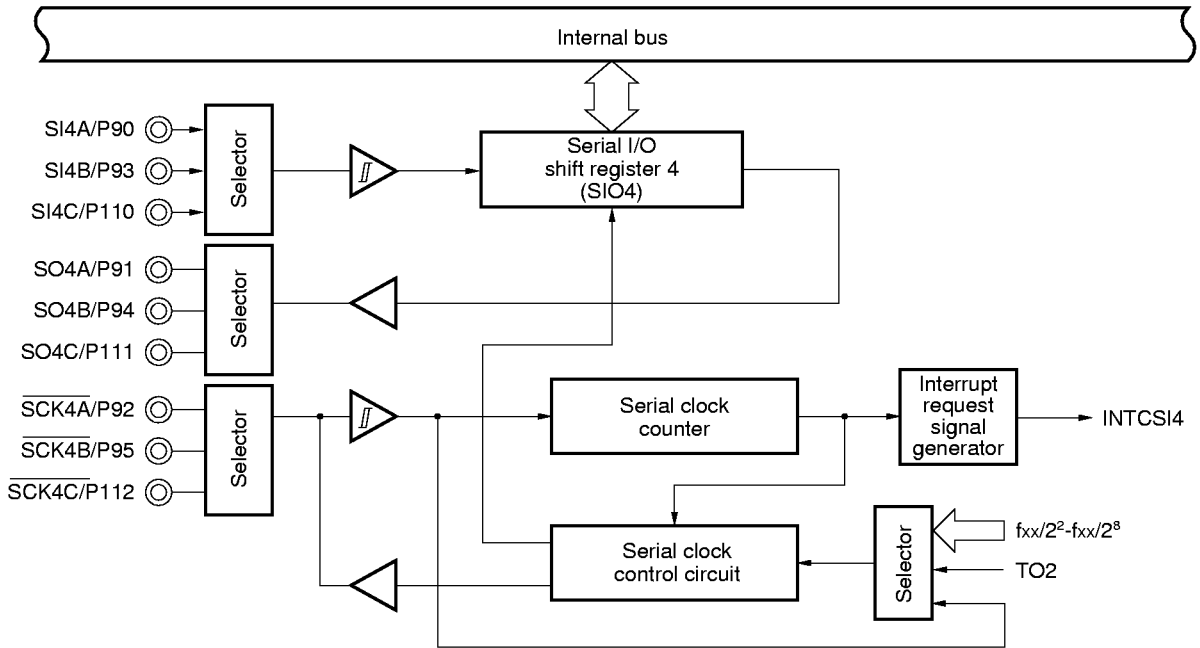 Internal bus
SI4A/P90
SI4B/P93
SI4C/P110
Selector
Serial I/O
shift register 4
(SIO4)
SO4A/P91
SO4B/P94
SO4C/P111
Selector
SCK4A/P92
SCK4B/P95
SCK4C/P112
Selector
Serial clock
counter
Interrupt
request
signal
generator
INTCSI4
Serial clock
control circuit
Selector
fxx/2²-fxx/2⁸
TO2